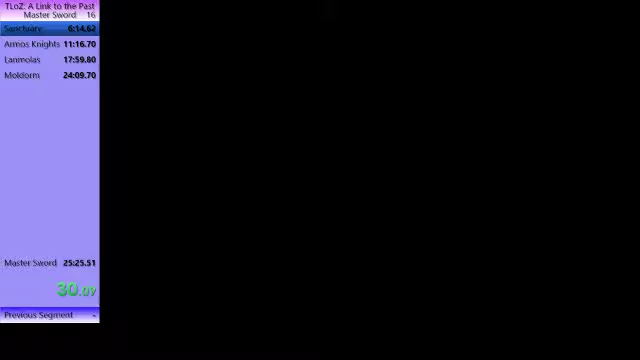 TLoZ: A Link to the Past
Master Sword 16
Sanctuary 6:14.62
Armos Knights 11:16.70
Lanmolas 17:59.80
Moldorm 24:09.70
Master Sword 25:25.51
30.09
Previous Segment -